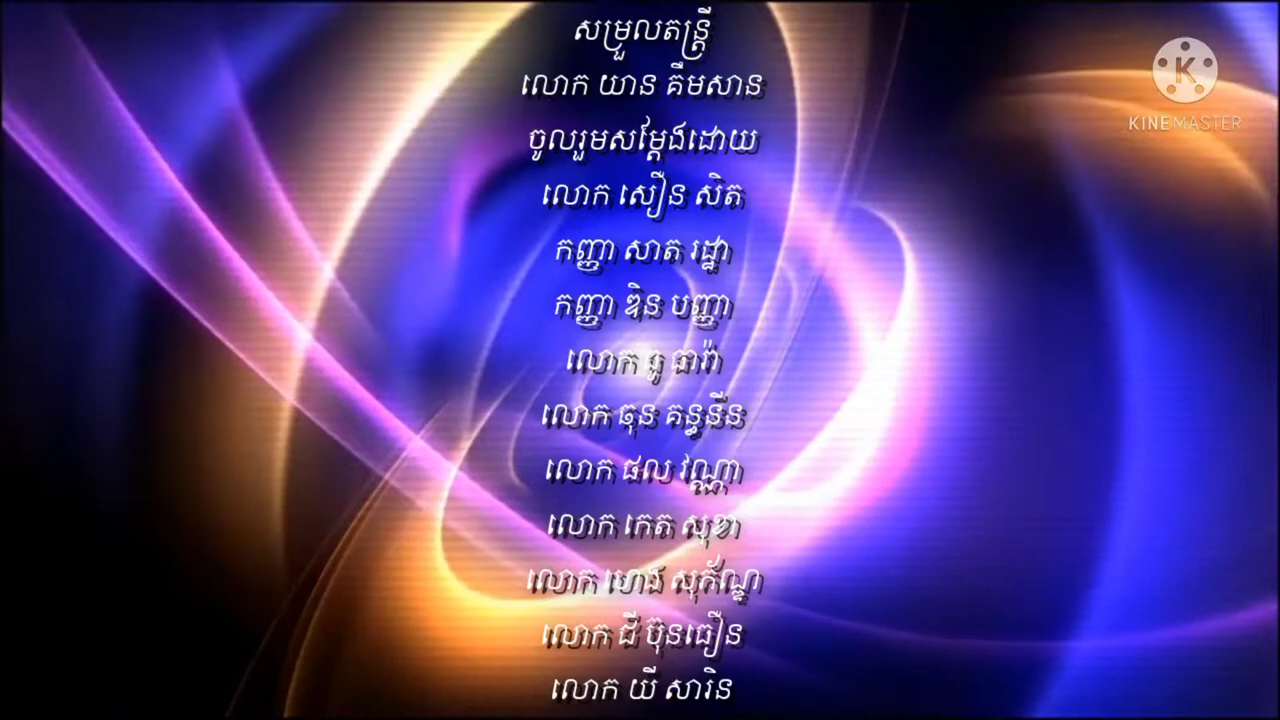 សម្រួលតន្ត្រី
លោក យាន គឹមសាន
ចូលរួមសម្តែងដោយ
លោក សឿន សិត
កញ្ញា សាត រដ្ឋា
កញ្ញា ឌិន បញ្ញា
លោក ធូ ធារ៉ា
លោក ធុន គន្ធនីន
លោក ផល វណ្ណា
លោក កេត សុខា
លោក ហេង សុភ័ណ្ឌ
លោក ជី ប៊ុនធឿន
លោក យី សារិន
KINEMASTER